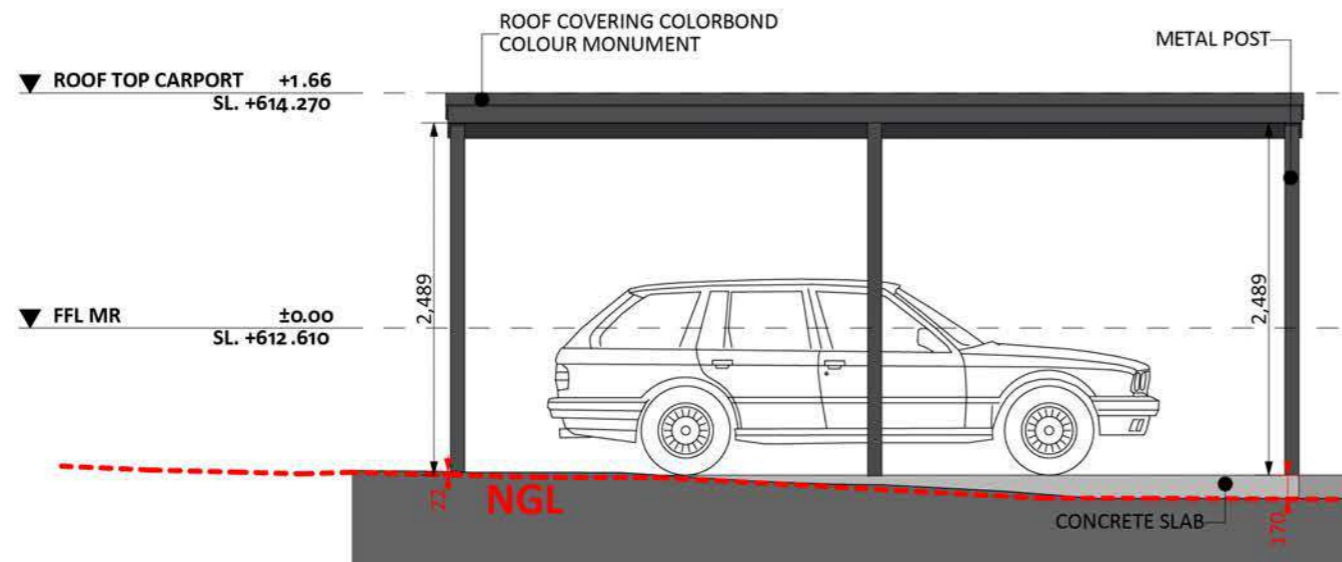 ROOF COVERING COLORBOND
COLOUR MONUMENT
METAL POST
ROOF TOP CARPORT +1.66
SL. +614.270
2,489
2,489
FFL MR ±0.00
SL. +612.610
22
NGL
CONCRETE SLAB
170